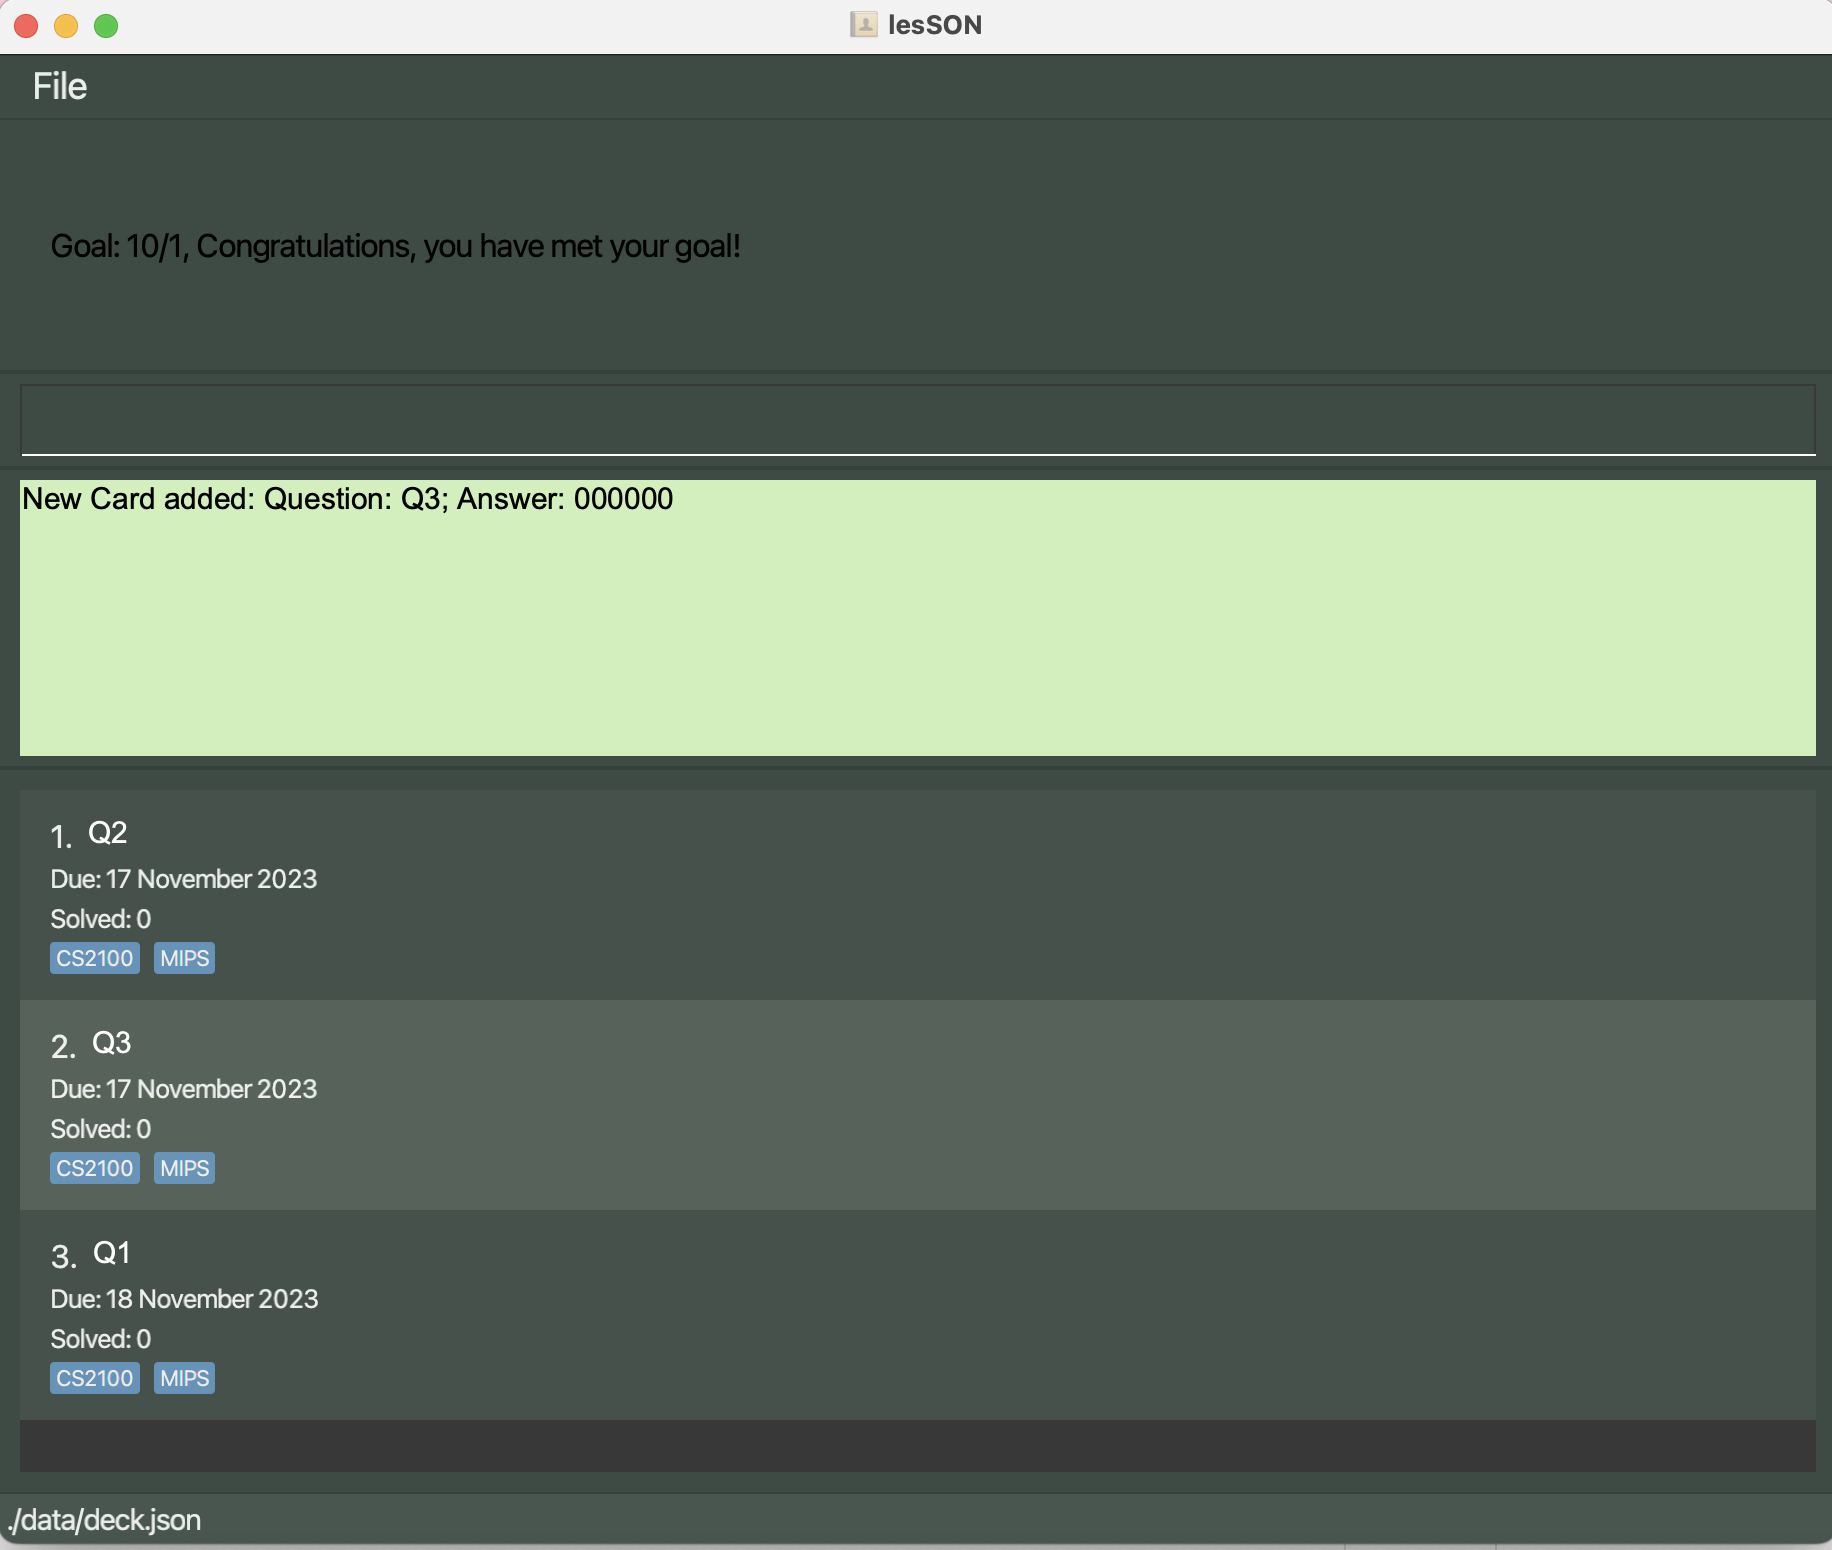 lesSON
File
Goal: 10/1, Congratulations, you have met your goal!
New Card added: Question: Q3; Answer: 000000
1. Q2
Due: 17 November 2023
Solved: 0
CS2100 MIPS
2. Q3
Due: 17 November 2023
Solved: 0
CS2100 MIPS
3. Q1
Due: 18 November 2023
Solved: 0
CS2100 MIPS
./data/deck.json